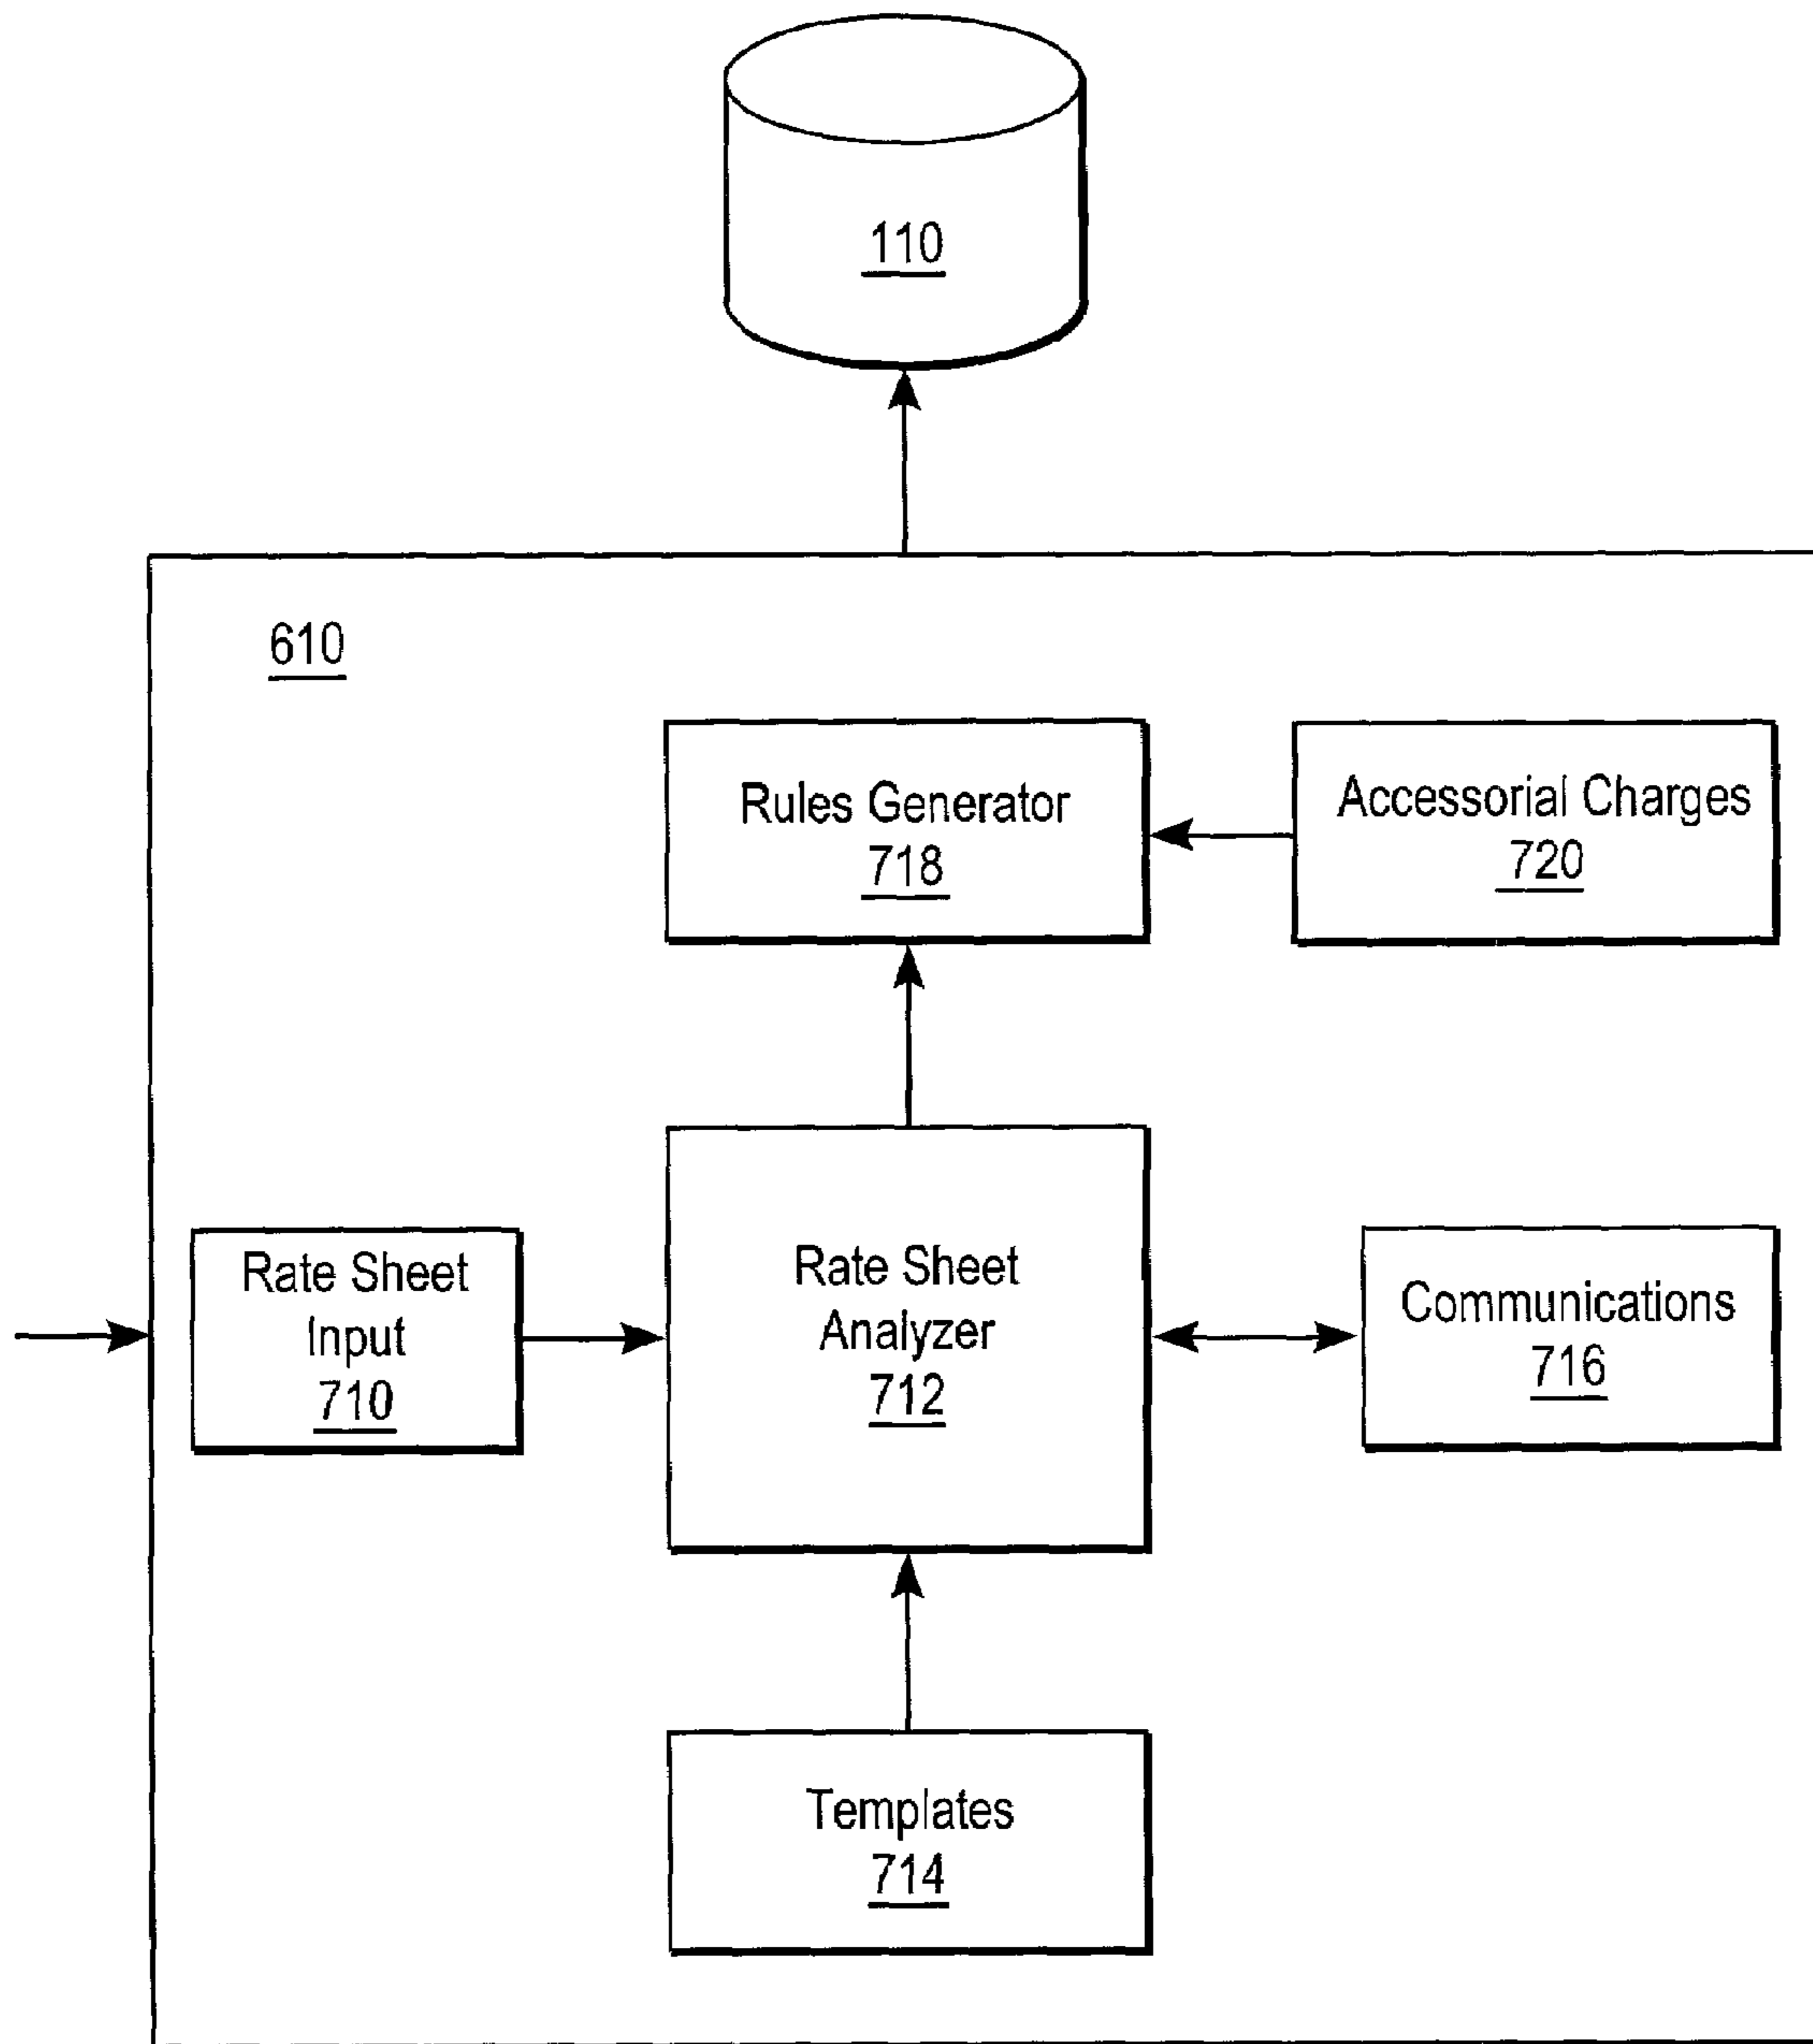 110
610
Rules Generator
718
Accessorial Charges
720
Rate Sheet
Input
710
Rate Sheet
Analyzer
712
Communications
716
Templates
714